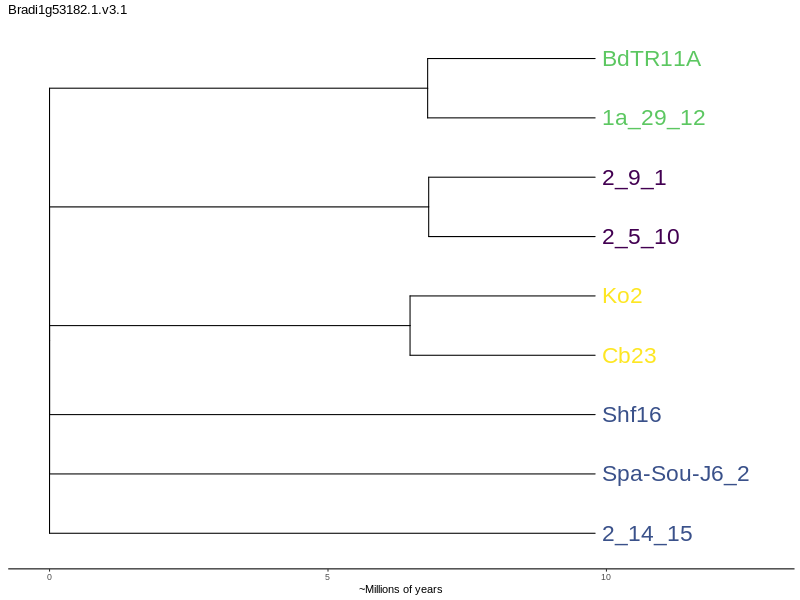 Bradi1g53182.1.v3.1
BdTR11A
1a_29_12
2_9_1
2_5_10
Ko2
Cb23
Shf16
Spa-Sou-J6_2
2_14_15
0 5 10
~Millions of years